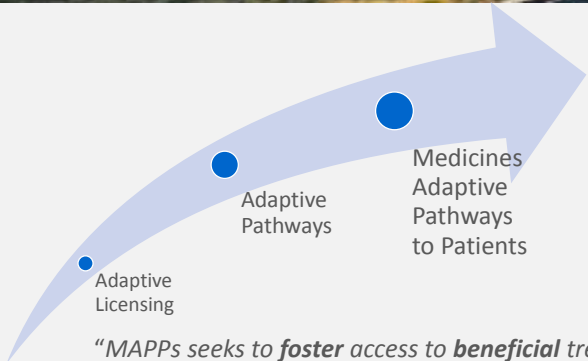 Medicines
Adaptive
Pathways
to Patients
Adaptive
Pathways
Adaptive
Licensing
“MAPPs seeks to foster access to beneficial